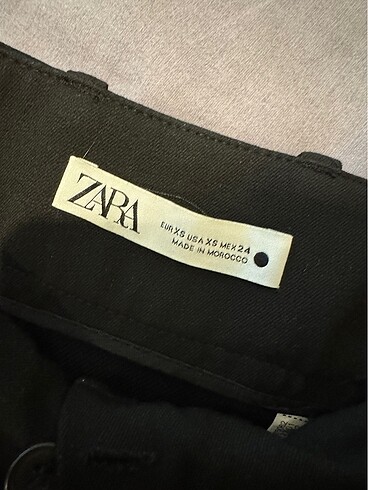 ZARA
EUR XS USA XS MEX 24
MADE IN MOROCCO